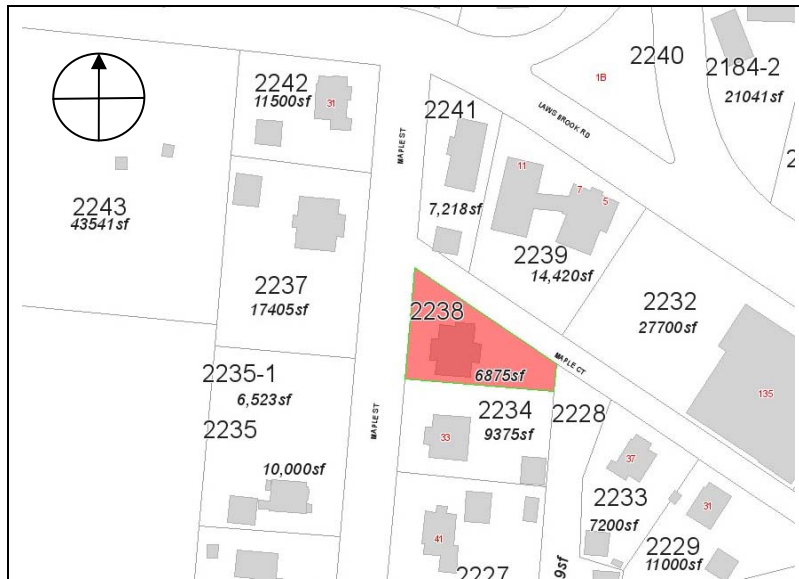 2240
2184-2
21041sf
1B
LAWSBROOK RD
2242
11500sf
31
2241
7,218sf
MAPLE ST
11
7
5
2239
14,420sf
2243
43541sf
2237
17405sf
2238
6875sf
2232
27700sf
MAPLE CT
135
2235-1
6,523sf
2235
10,000sf
MAPLE ST
2234
9375sf
33
2228
37
2233
7200sf
31
2229
11000sf
41
2227
9sf
2